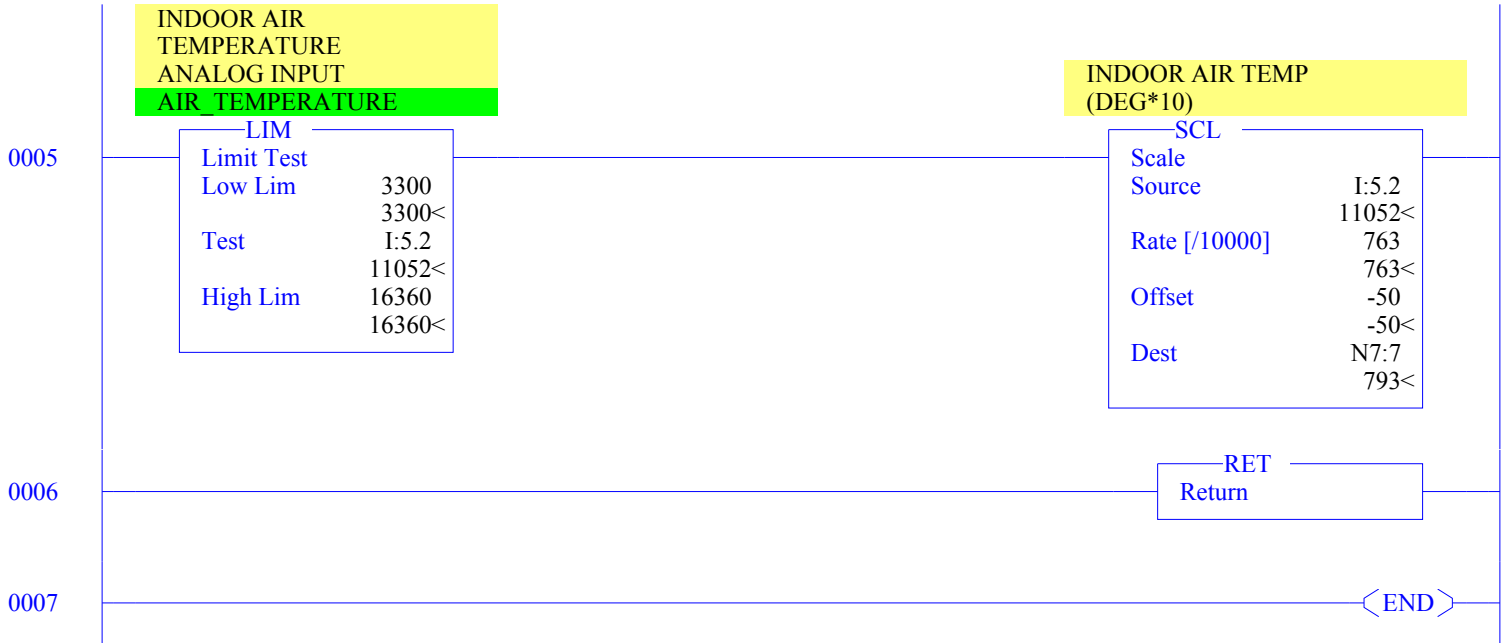 INDOOR AIR
TEMPERATURE
ANALOG INPUT
AIR_TEMPERATURE
INDOOR AIR TEMP
(DEG*10)
0005
LIM
Limit Test
Low Lim 3300
3300<
Test I:5.2
11052<
High Lim 16360
16360<
SCL
Scale
Source I:5.2
11052<
Rate [/10000] 763
763<
Offset -50
-50<
Dest N7:7
793<
0006
RET
Return
0007
END